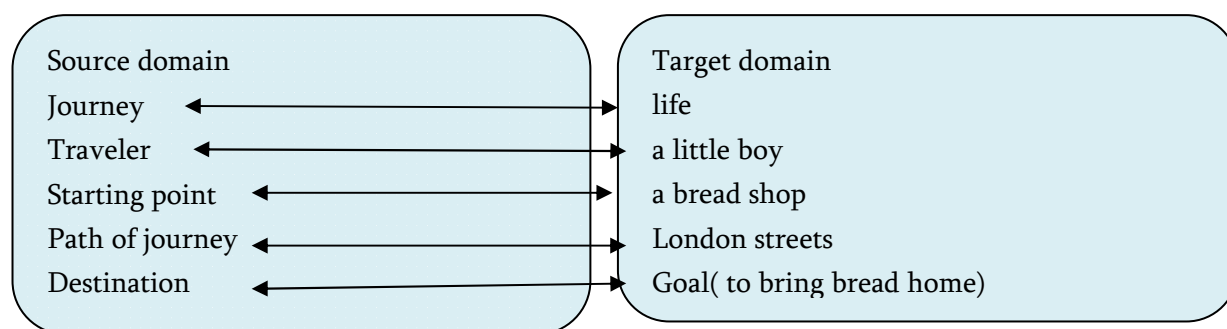 Source domain
Journey
Traveler
Starting point
Path of journey
Destination
Target domain
life
a little boy
a bread shop
London streets
Goal( to bring bread home)